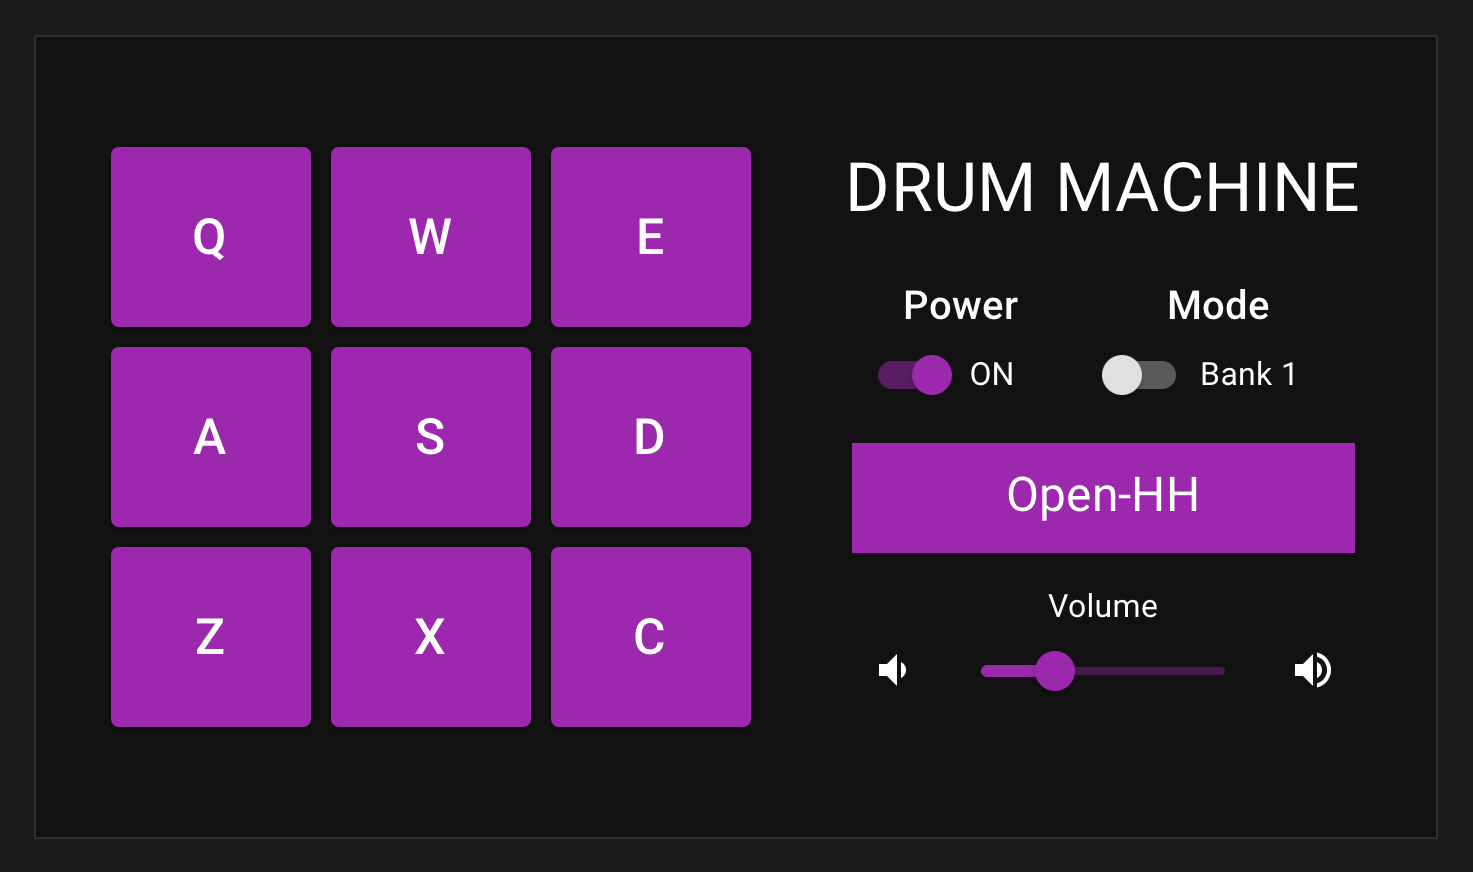 Q W E
A S D
Z X C
DRUM MACHINE
Power Mode
ON Bank 1
Open-HH
Volume